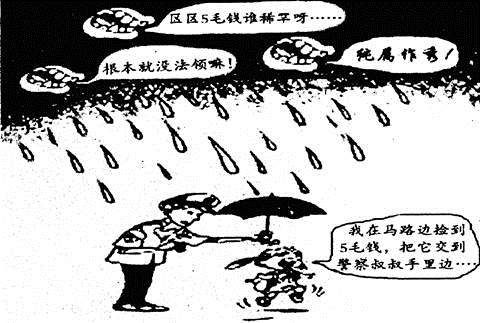 区区5毛钱谁稀罕呀……
根本就没法领嘛！
纯属作秀！
我在马路边捡到
5毛钱，把它交到
警察叔叔手里边…